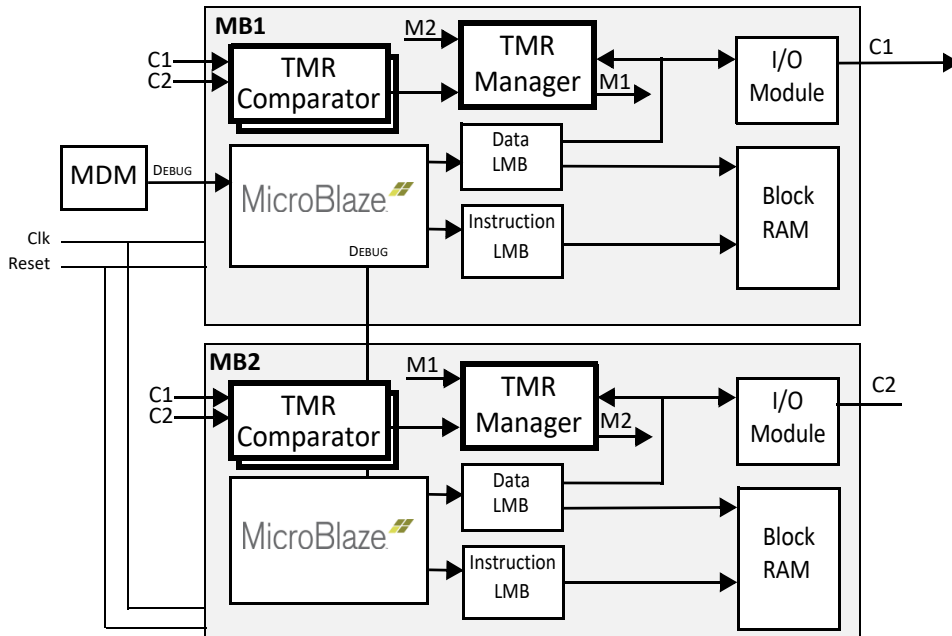 MB1
M2
C1
C2
TMR
Comparator
TMR
Manager
M1
I/O
Module
C1
MDM
DEBUG
MicroBlaze
DEBUG
Data
LMB
Instruction
LMB
Block
RAM
Clk
Reset
MB2
M1
C1
C2
TMR
Comparator
TMR
Manager
M2
I/O
Module
C2
MicroBlaze
Data
LMB
Instruction
LMB
Block
RAM